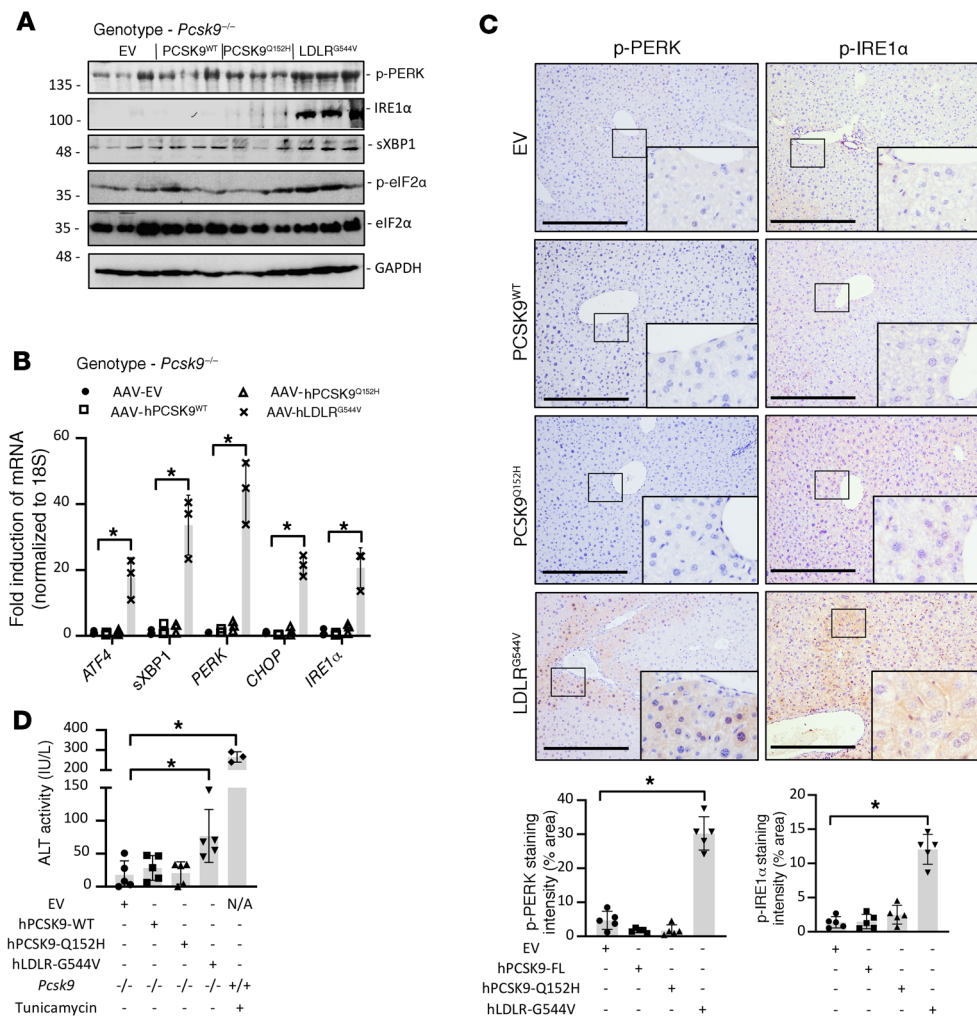 A
Genotype - Pcsk9–/–
EV | PCSK9WT | PCSK9Q152H | LDLRG544V
135 - - p-PERK
100 - IRE1α
48 - - sXBP1
35 - - p-eIF2α
35 - eIF2α
48 -
- GAPDH
B
Genotype - Pcsk9–/–
AAV-EV AAV-hPCSK9Q152H
AAV-hPCSK9WT AAV-hLDLRG544V
Fold induction of mRNA
(normalized to 18S)
60
40
20
0
* * * * *
ATF4 sXBP1 PERK CHOP IRE1α
C
p-PERK p-IRE1α
EV
PCSK9WT
PCSK9Q152H
LDLRG544V
p-PERK staining
intensity (% area)
40
30
20
10
0
*
EV + - - -
hPCSK9-FL - + - -
hPCSK9-Q152H - - + -
hLDLR-G544V - - - +
p-IRE1α staining
intensity (% area)
20
15
10
5
0
*
+ - - -
- + - -
- - + -
- - - +
D
ALT activity (IU/L)
400
300
200
150
100
50
0
*
*
EV + - - - N/A
hPCSK9-WT - + - - -
hPCSK9-Q152H - - + - -
hLDLR-G544V - - - + -
Pcsk9 -/- -/- -/- -/- +/+
Tunicamycin - - - - +